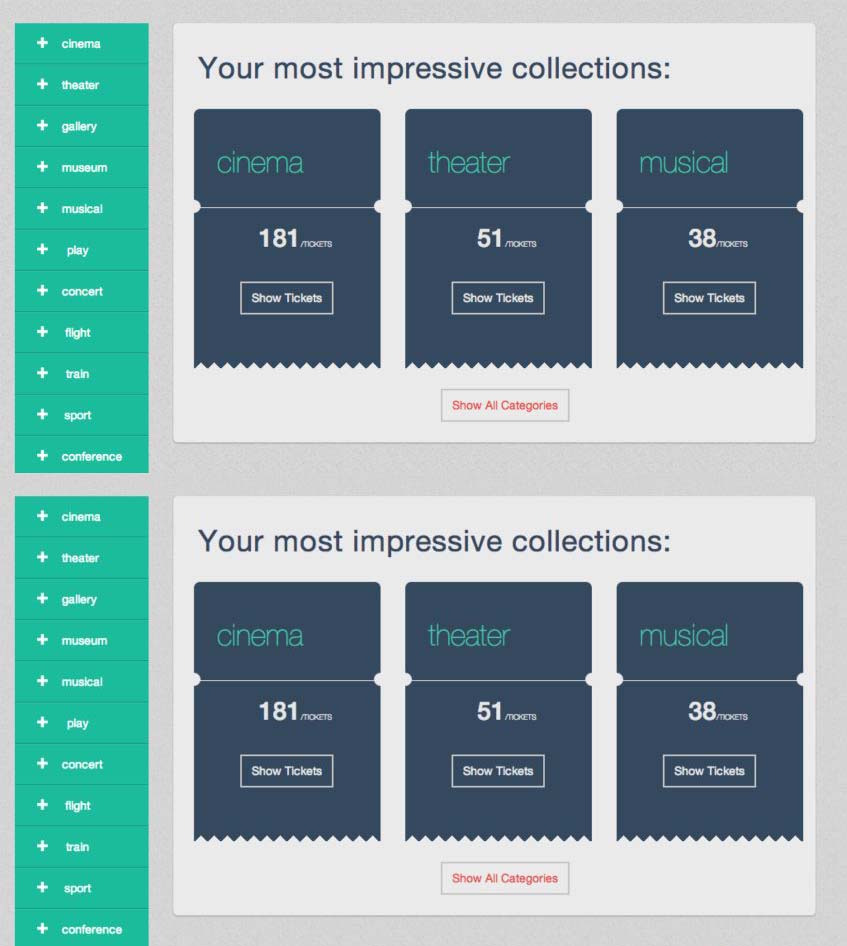 cinema
theater
gallery
museum
musical
play
concert
flight
train
sport
conference
Your most impressive collections:
cinema
181/TICKETS
Show Tickets
theater
51/TICKETS
Show Tickets
musical
38/TICKETS
Show Tickets
Show All Categories
cinema
theater
gallery
museum
musical
play
concert
flight
train
sport
conference
Your most impressive collections:
cinema
181/TICKETS
Show Tickets
theater
51/TICKETS
Show Tickets
musical
38/TICKETS
Show Tickets
Show All Categories